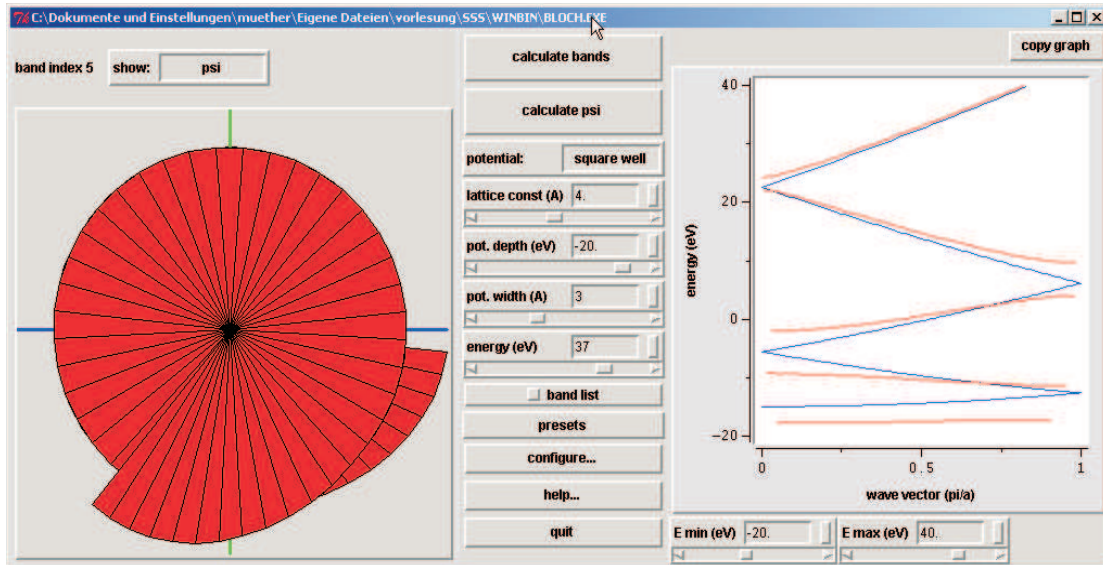 C:\Dokumente und Einstellungen\muether\Eigene Dateien\vorlesung\SSS\WINBIN\BLOCH.EXE
band index 5 show: psi
calculate bands
calculate psi
potential: square well
lattice const (A) 4.
pot. depth (eV) -20.
pot. width (A) 3
energy (eV) 37
band list
presets
configure...
help...
quit
copy graph
40
20
0
-20
energy (eV)
0 0.5 1
wave vector (pi/a)
E min (eV) -20. E max (eV) 40.